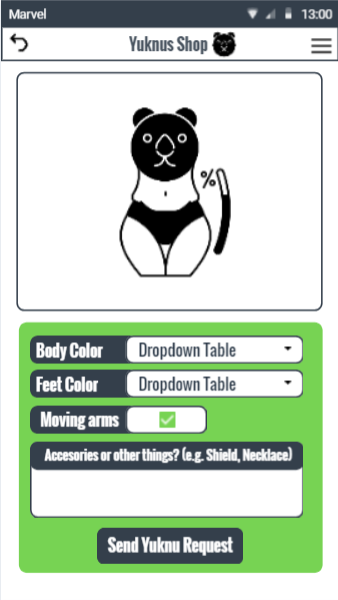 Marvel
13:00
Yuknus Shop
%
Body Color
Dropdown Table
Feet Color
Dropdown Table
Moving arms
Accesories or other things? (e.g. Shield, Necklace)
Send Yuknu Request